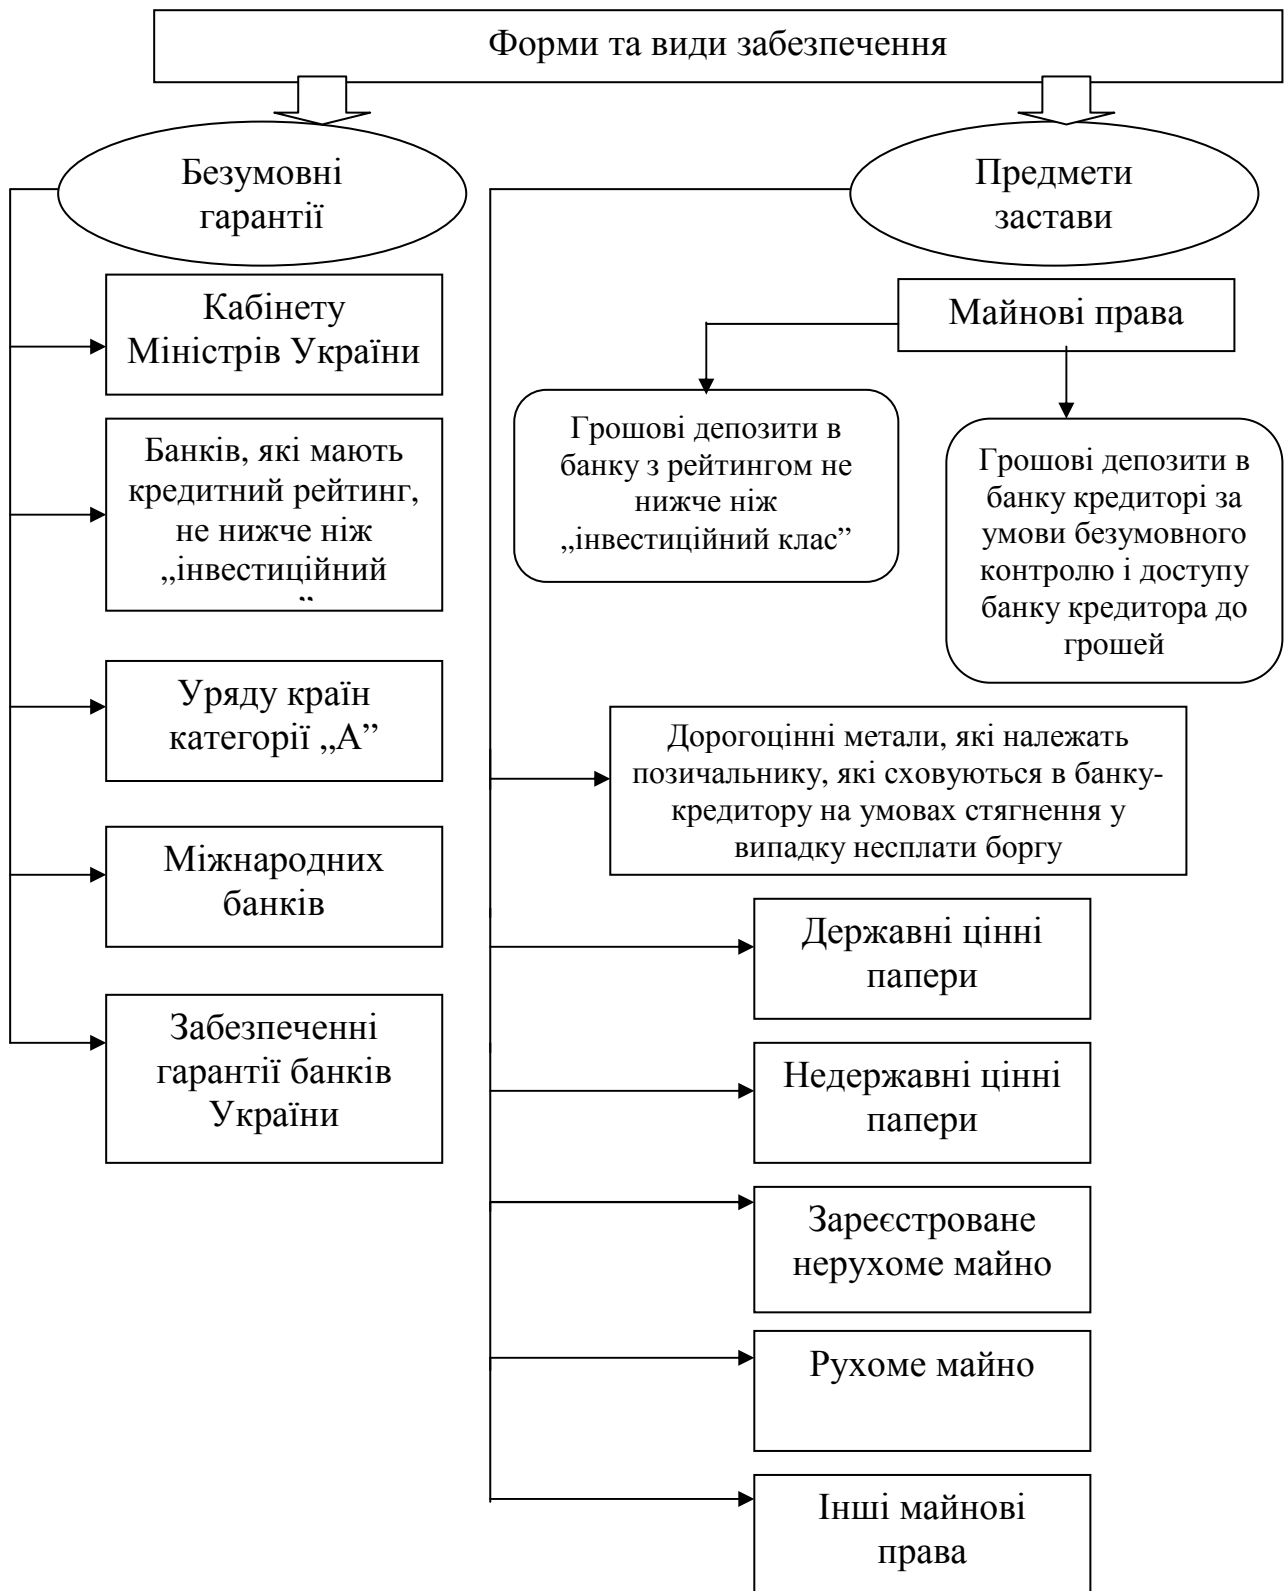 Форми та види забезпечення
Безумовні
гарантії
Кабінету
Міністрів України
Банків, які мають
кредитний рейтинг,
не нижче ніж
„інвестиційний
”
Уряду країн
категорії „А”
Міжнародних
банків
Забезпеченні
гарантії банків
України
Предмети
застави
Майнові права
Грошові депозити в
банку з рейтингом не
нижче ніж
„інвестиційний клас”
Грошові депозити в
банку кредиторі за
умови безумовного
контролю і доступу
банку кредитора до
грошей
Дорогоцінні метали, які належать
позичальнику, які сховуються в банку-
кредитору на умовах стягнення у
випадку несплати боргу
Державні цінні
папери
Недержавні цінні
папери
Зареєстроване
нерухоме майно
Рухоме майно
Інші майнові
права